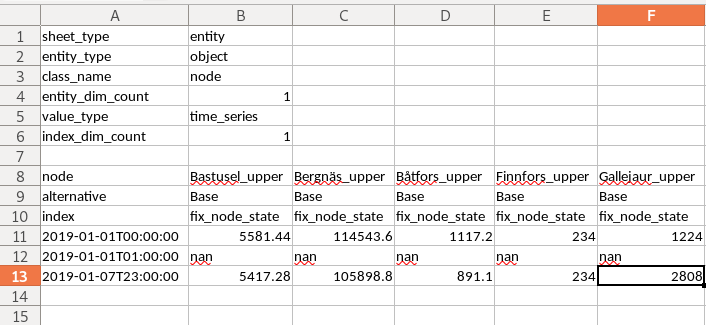 A B C D E F
1 sheet_type entity
2 entity_type object
3 class_name node
4 entity_dim_count 1
5 value_type time_series
6 index_dim_count 1
7
8 node Bastusel_upper Bergnäs_upper Båtfors_upper Finnfors_upper Gallejaur_upper
9 alternative Base Base Base Base Base
10 index fix_node_state fix_node_state fix_node_state fix_node_state fix_node_state
11 2019-01-01T00:00:00 5581.44 114543.6 1117.2 234 1224
12 2019-01-01T01:00:00 nan nan nan nan nan
13 2019-01-07T23:00:00 5417.28 105898.8 891.1 234 2808
14
15